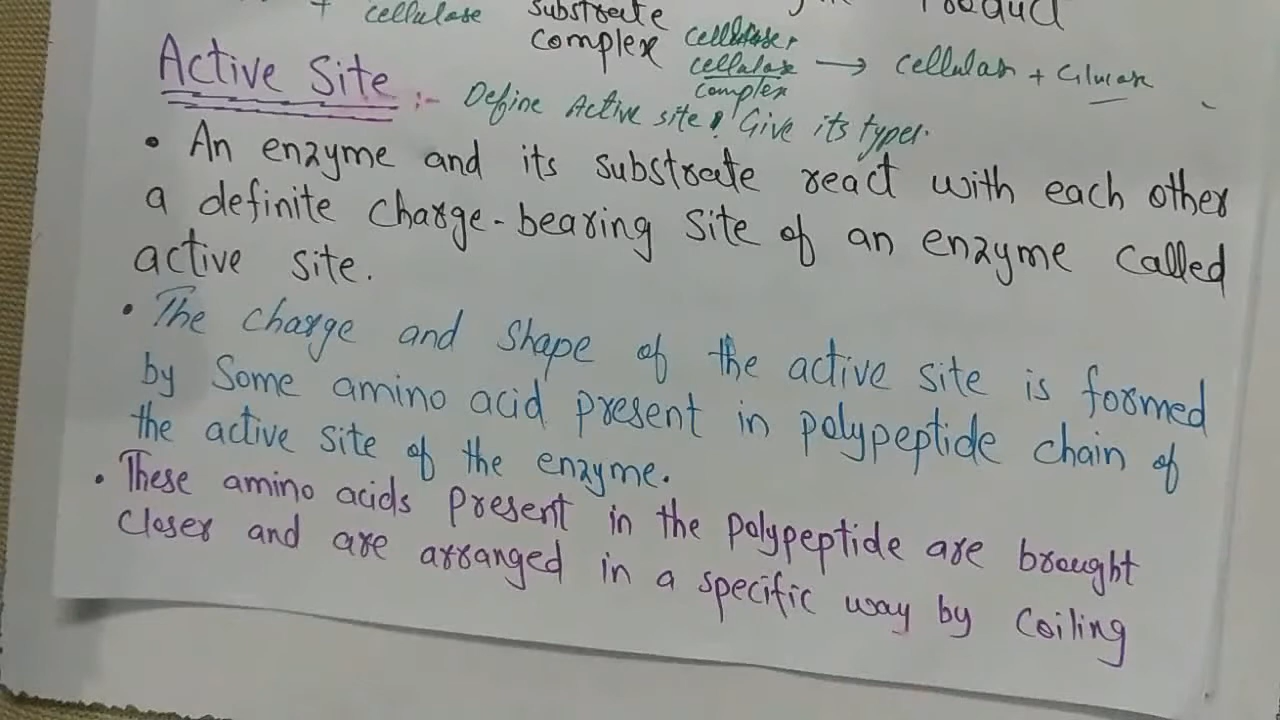 + cellulase substrate
complex cellulase,
cellulax → cellulax + Glucose
complex
Active Site :- Define Active site? Give its types.
• An enzyme and its substrate react with each other
a definite charge-bearing site of an enzyme called
active site.
• The charge and shape of the active site is formed
by some amino acid present in polypeptide chain of
the active site of the enzyme.
• These amino acids present in the polypeptide are brought
closer and are arranged in a specific way by coiling